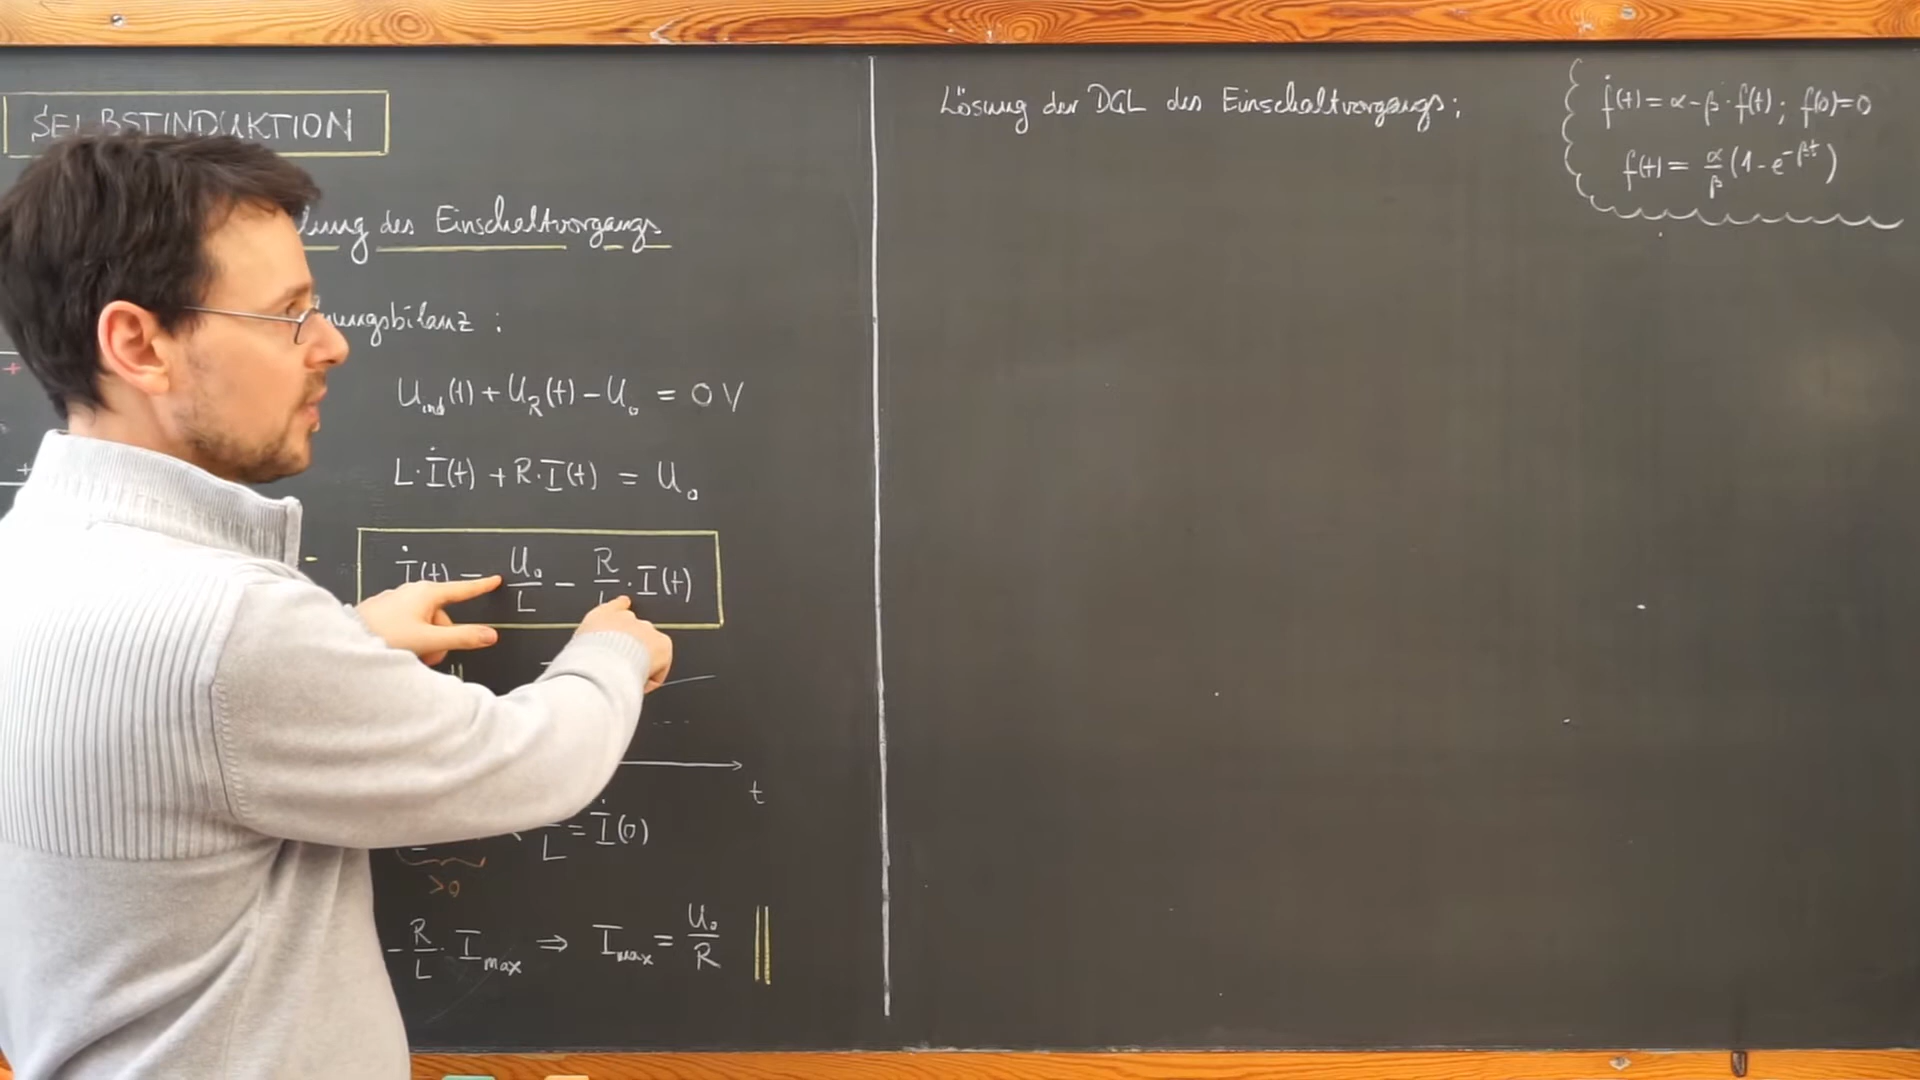 SELBSTINDUKTION
des Einschaltvorgangs
:
U_ind(t) + U_R(t) - U_0 = 0 V
L·İ(t) + R·I(t) = U_0
İ(t) = U_0/L - R/L · I(t)
t
L = İ(0)
>0
- R/L · I_max ⇒ I_max = U_0/R
Lösung der DGL des Einschaltvorgangs:
ḟ(t) = α - β·f(t); f(0)=0
f(t) = α/β (1 - e^-βt)